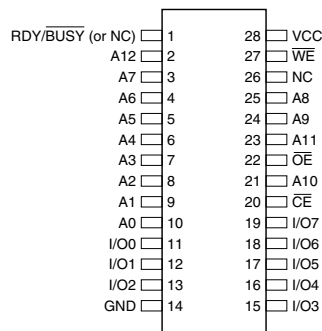 RDY/BUSY (or NC) 1 28 VCC
A12 2 27 WE
A7 3 26 NC
A6 4 25 A8
A5 5 24 A9
A4 6 23 A11
A3 7 22 OE
A2 8 21 A10
A1 9 20 CE
A0 10 19 I/O7
I/O0 11 18 I/O6
I/O1 12 17 I/O5
I/O2 13 16 I/O4
GND 14 15 I/O3